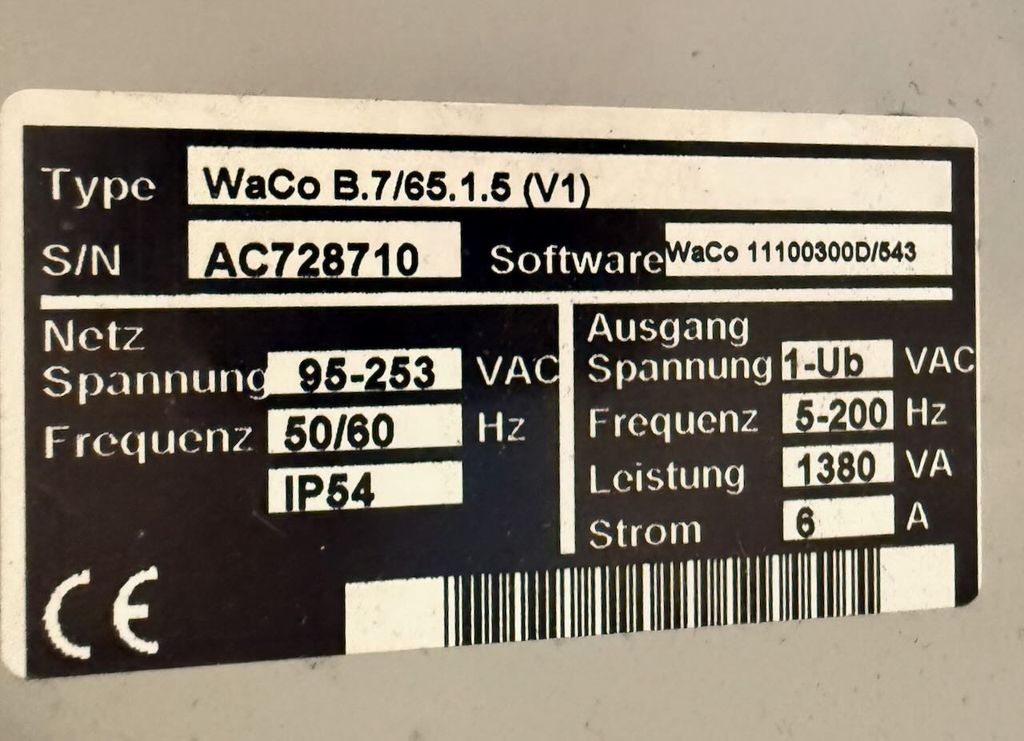 Type WaCo B.7/65.1.5 (V1)
S/N AC728710 Software WaCo 11100300D/543
Netz
Spannung 95-253 VAC
Frequenz 50/60 Hz
IP54
Ausgang
Spannung 1-Ub VAC
Frequenz 5-200 Hz
Leistung 1380 VA
Strom 6 A
CE